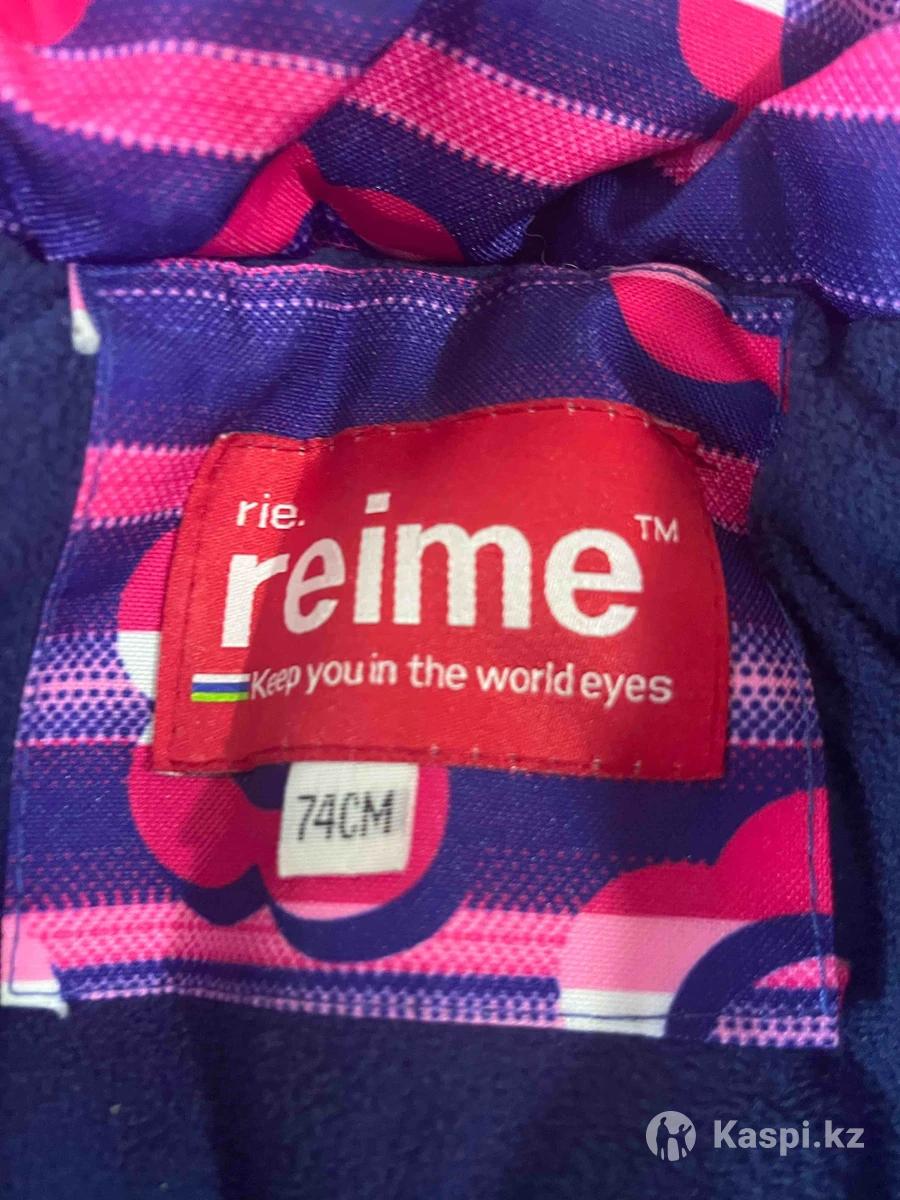 rie.
reime™
Keep you in the world eyes
74CM
Kaspi.kz